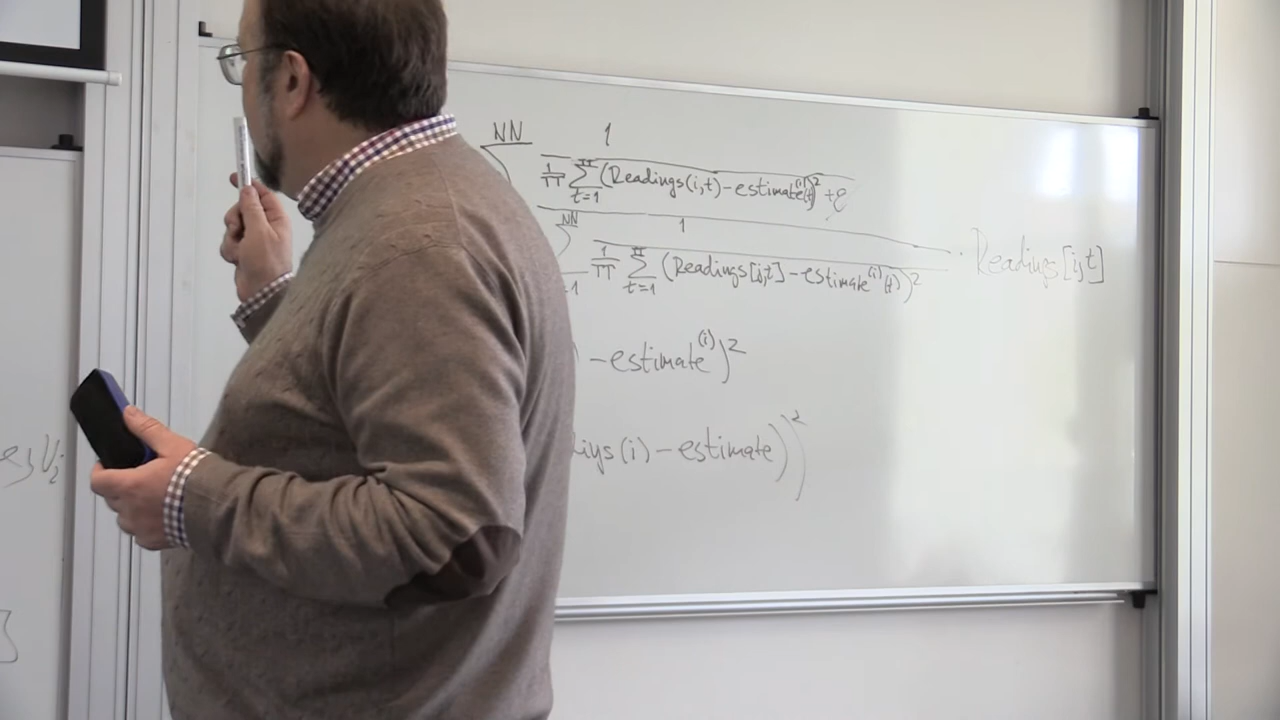 NN 1
∑ 1/TT ∑ t=1 TT (Readings(i,t) - estimate^(i)(t))² + ε
NN 1
∑ =1 1/TT ∑ t=1 TT (Readings[j,t] - estimate^(i)(t))² · Readings[i,t]
- estimate^(i))²
ings(i) - estimate))²